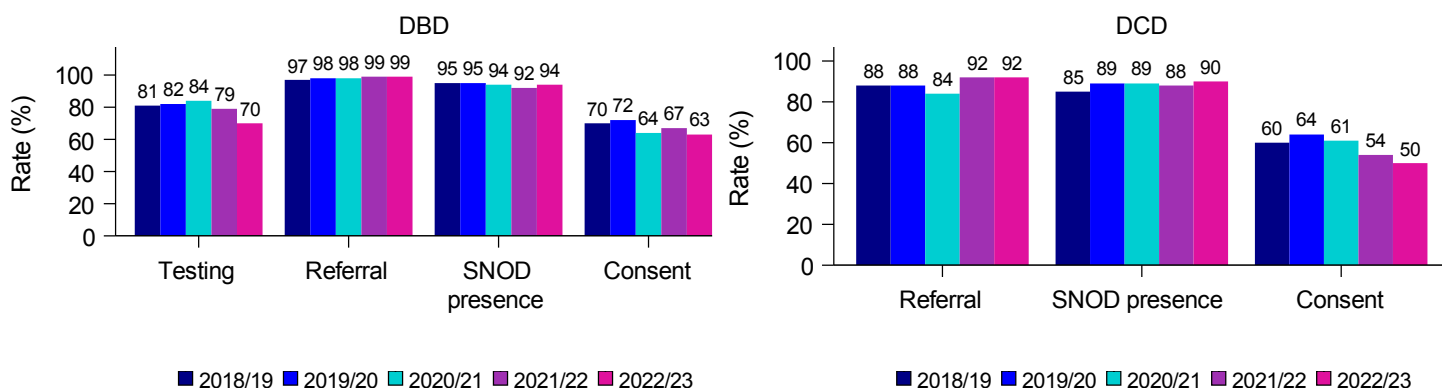 DBD
Rate (%)
100
80
60
40
20
0
81 82 84 79 70
97 98 98 99 99
95 95 94 92 94
70 72 64 67 63
Testing Referral SNOD presence Consent
DCD
Rate (%)
100
80
60
40
20
0
88 88 84 92 92
85 89 89 88 90
60 64 61 54 50
Referral SNOD presence Consent
2018/19 2019/20 2020/21 2021/22 2022/23
2018/19 2019/20 2020/21 2021/22 2022/23